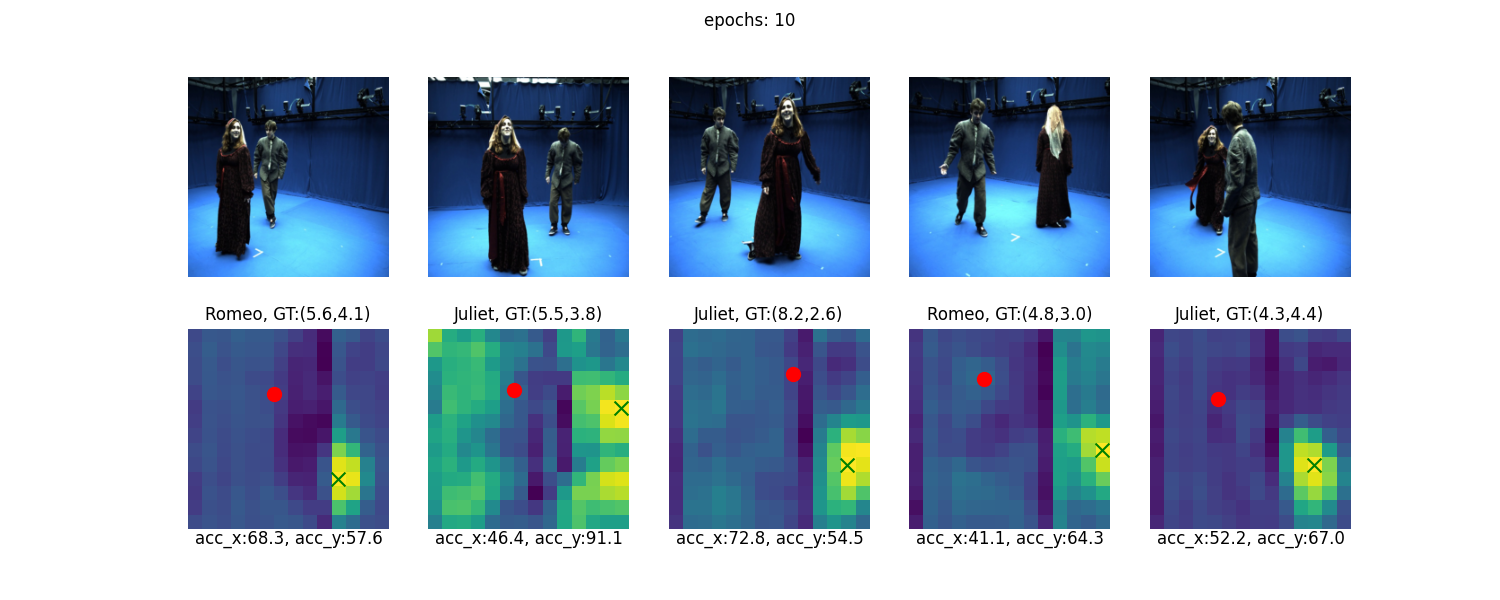 epochs: 10
Romeo, GT:(5.6,4.1)
Juliet, GT:(5.5,3.8)
Juliet, GT:(8.2,2.6)
Romeo, GT:(4.8,3.0)
Juliet, GT:(4.3,4.4)
acc_x:68.3, acc_y:57.6
acc_x:46.4, acc_y:91.1
acc_x:72.8, acc_y:54.5
acc_x:41.1, acc_y:64.3
acc_x:52.2, acc_y:67.0